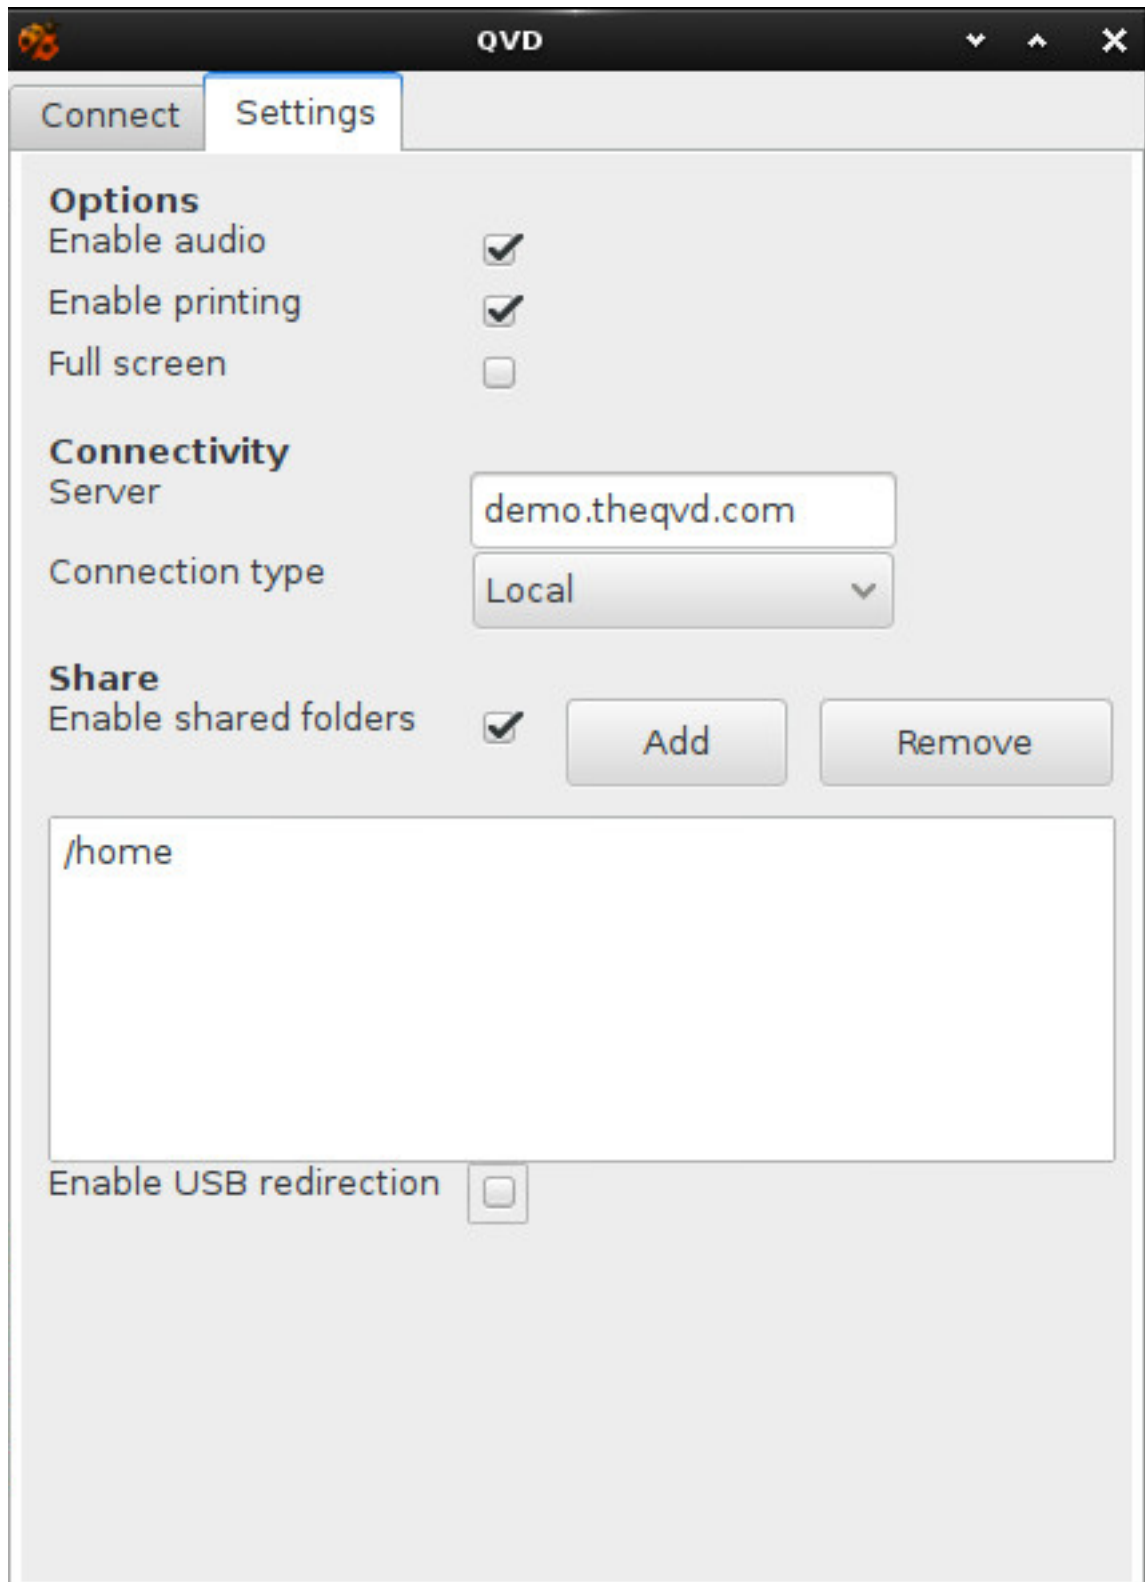 QVD
Connect Settings
Options
Enable audio
Enable printing
Full screen
Connectivity
Server demo.theqvd.com
Connection type Local
Share
Enable shared folders Add Remove
/home
Enable USB redirection